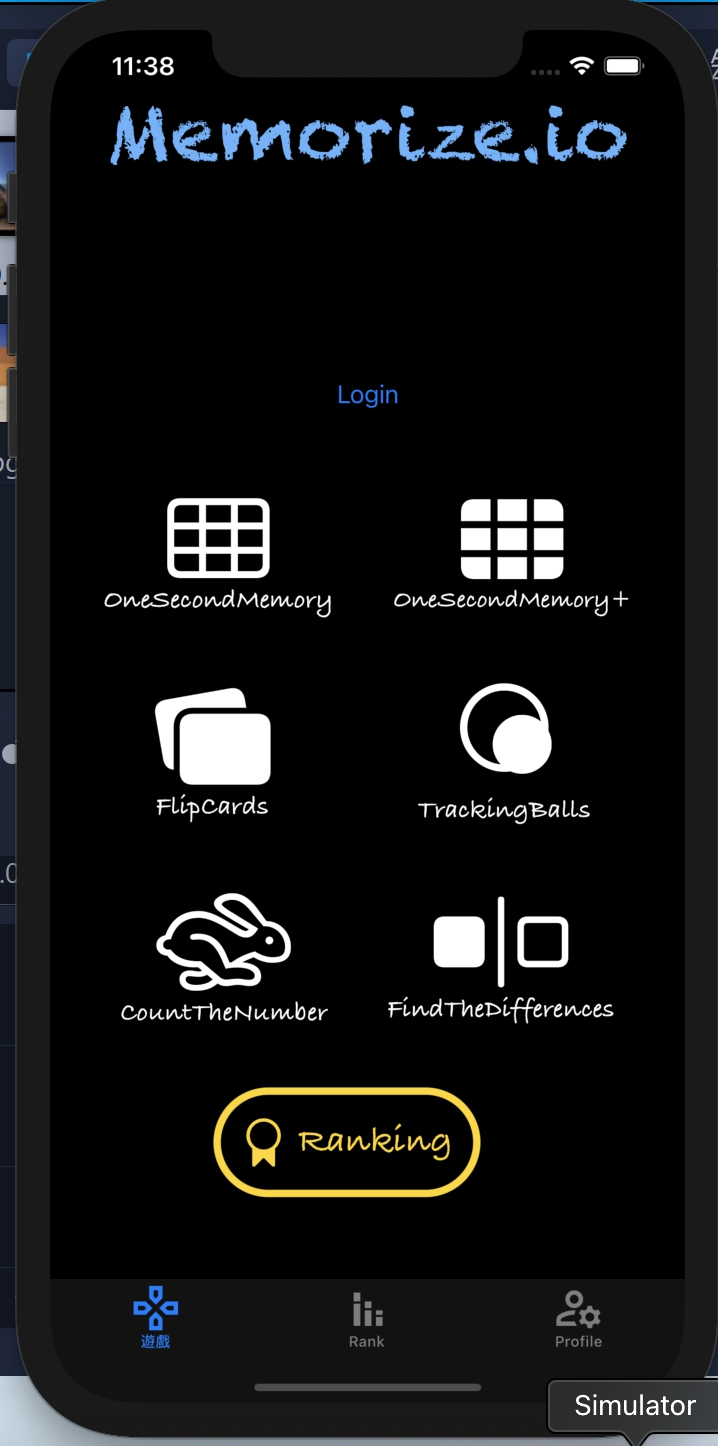 11:38
Memorize.io
Login
OneSecondMemory
OneSecondMemory+
FlipCards
TrackingBalls
CountTheNumber
FindTheDifferences
Ranking
遊戲
Rank
Profile
Simulator